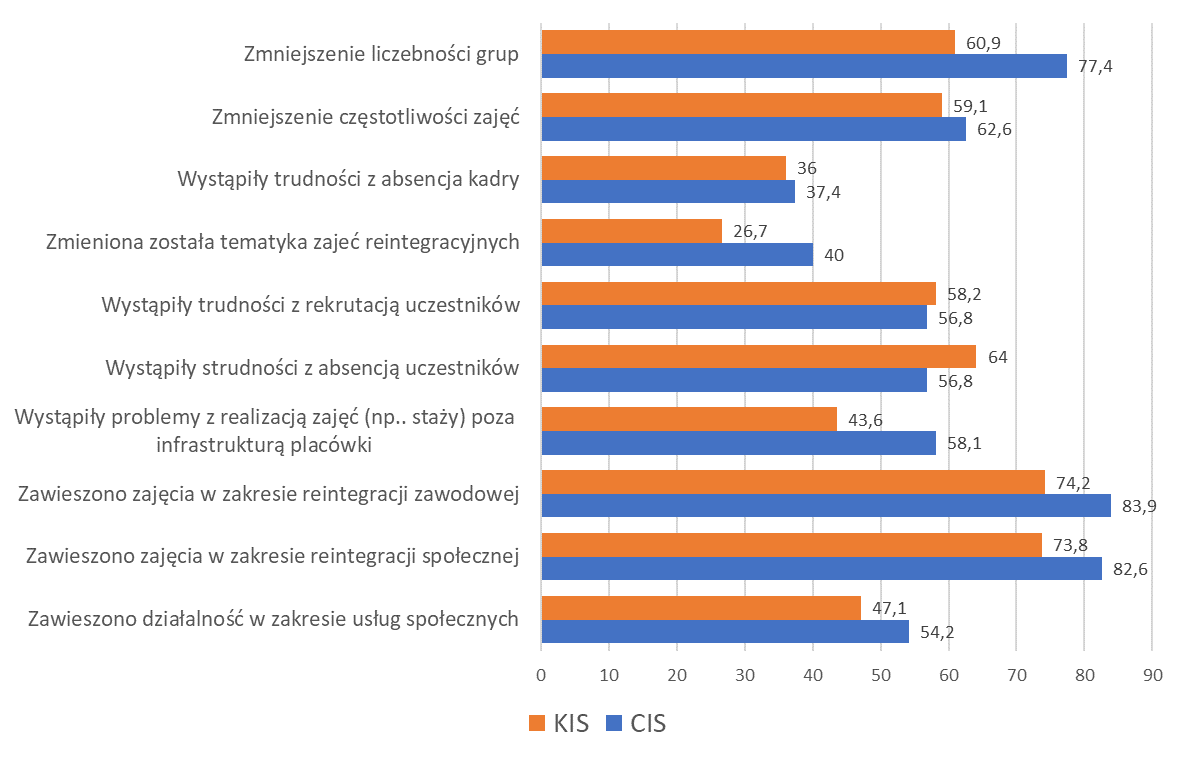 Zmniejszenie liczebności grup
60,9
77,4
Zmniejszenie częstotliwości zajęć
59,1
62,6
Wystąpiły trudności z absencja kadry
36
37,4
Zmieniona została tematyka zajeć reintegracyjnych
26,7
40
Wystąpiły trudności z rekrutacją uczestników
58,2
56,8
Wystąpiły strudności z absencją uczestników
64
56,8
Wystąpiły problemy z realizacją zajęć (np.. staży) poza
infrastrukturą placówki
43,6
58,1
Zawieszono zajęcia w zakresie reintegracji zawodowej
74,2
83,9
Zawieszono zajęcia w zakresie reintegracji społecznej
73,8
82,6
Zawieszono działalność w zakresie usług społecznych
47,1
54,2
0 10 20 30 40 50 60 70 80 90
KIS CIS